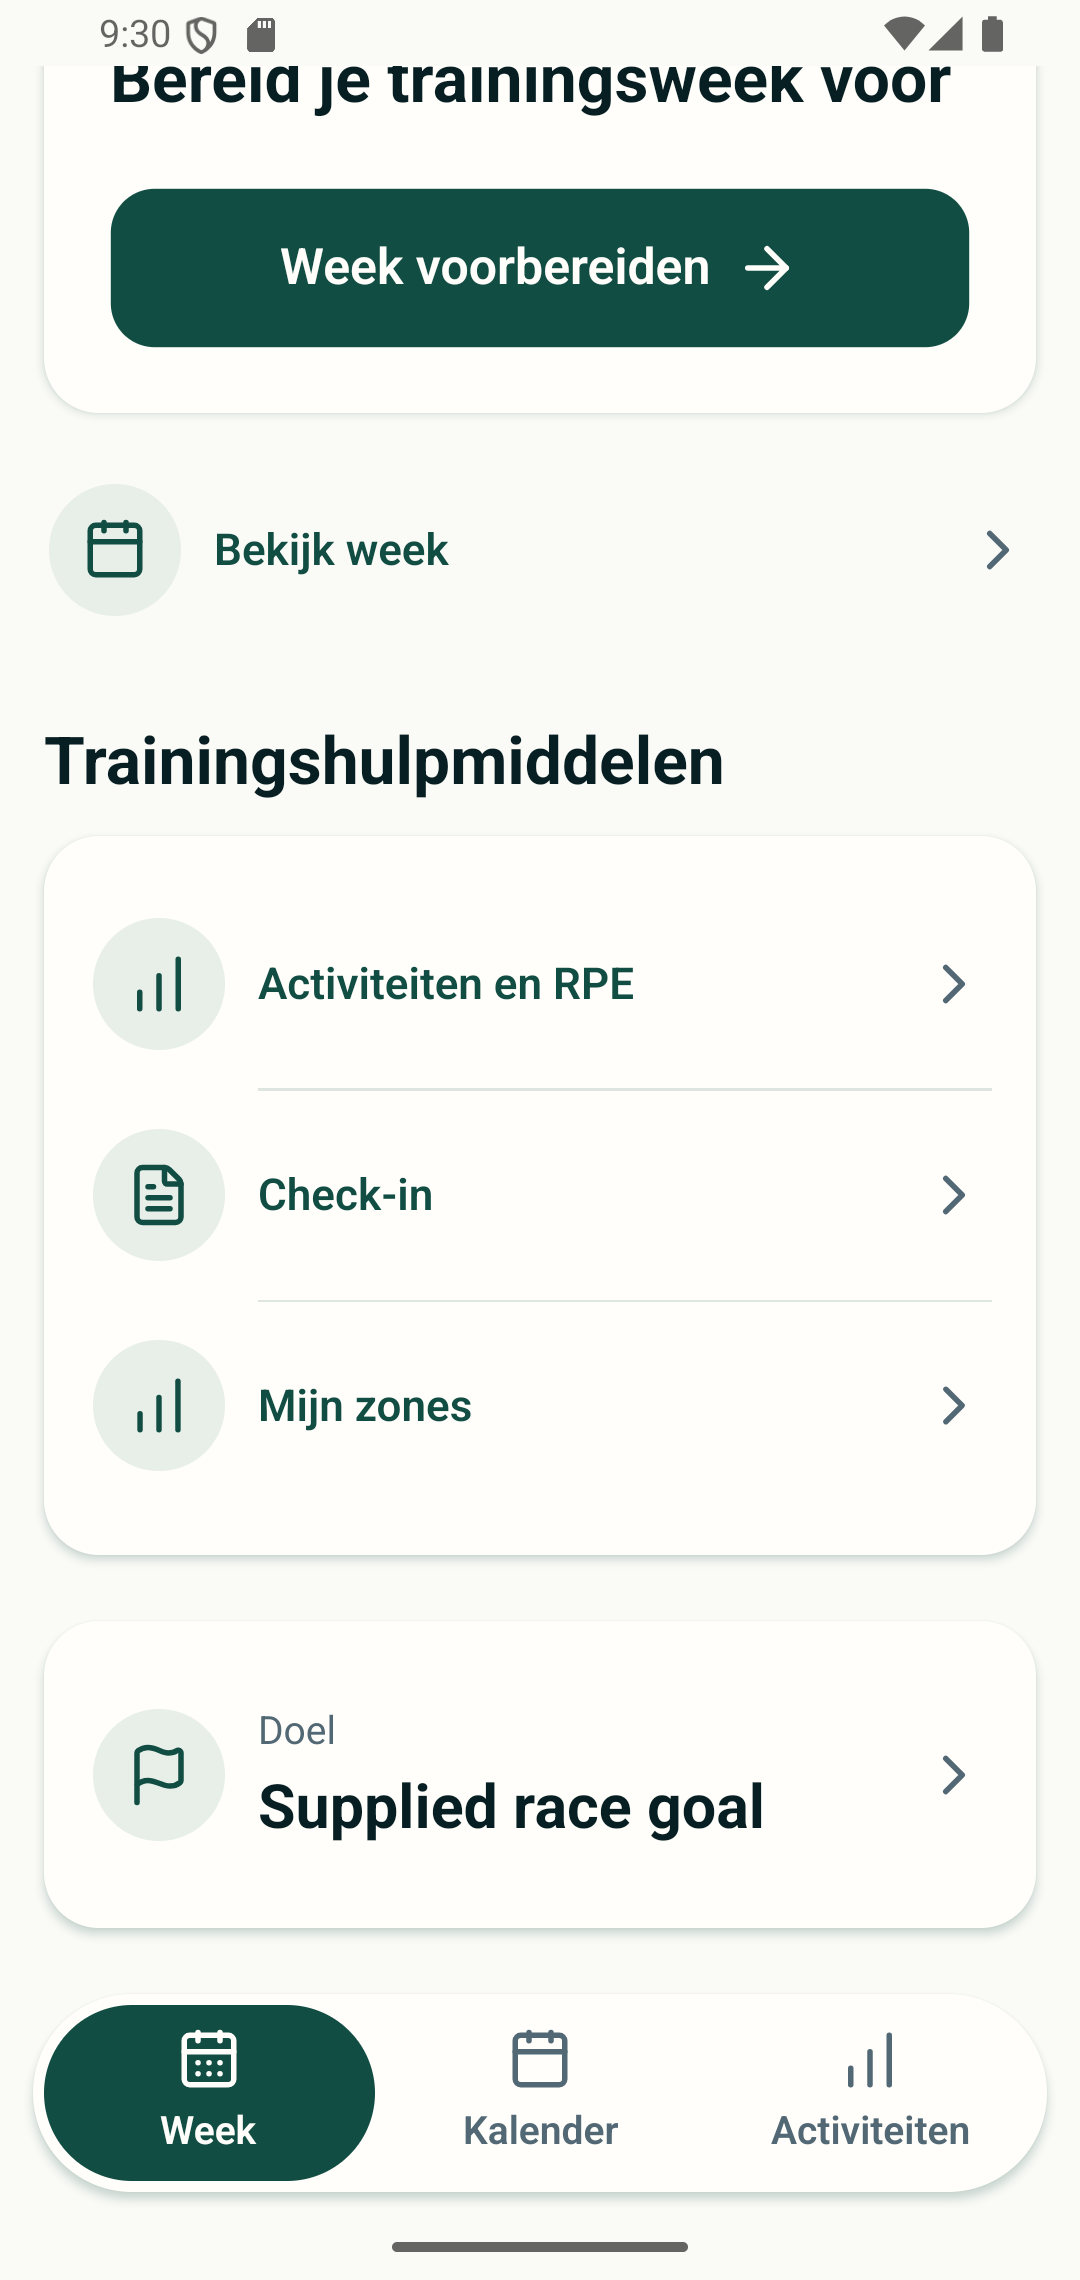 9:30
Bereid je trainingsweek voor
Week voorbereiden
Bekijk week
Trainingshulpmiddelen
Activiteiten en RPE
Check-in
Mijn zones
Doel
Supplied race goal
Week
Kalender
Activiteiten